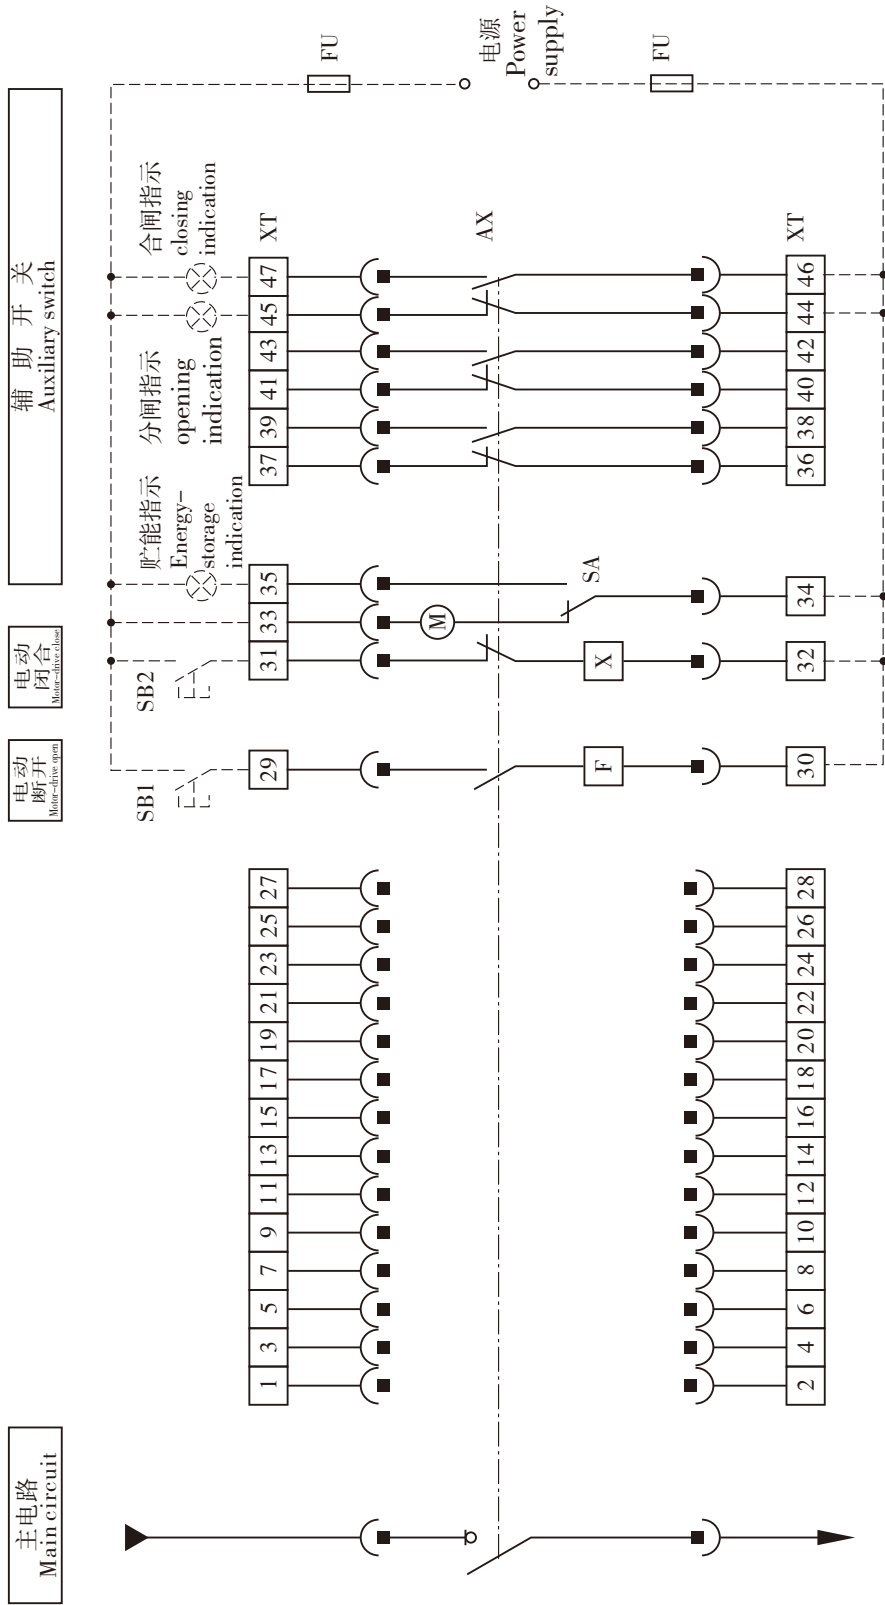 主电路
Main circuit
电动
断开
Motor-drive open
电动
闭合
Motor-drive close
辅 助 开 关
Auxiliary switch
SB1
SB2
贮能指示
Energy-
storage
indication
分闸指示
opening
indication
合闸指示
closing
indication
FU
1 3 5 7 9 11 13 15 17 19 21 23 25 27 29 31 33 35 37 39 41 43 45 47 XT
M
AX
电源
Power
supply
SA
F X
2 4 6 8 10 12 14 16 18 20 22 24 26 28 30 32 34 36 38 40 42 44 46 XT
FU